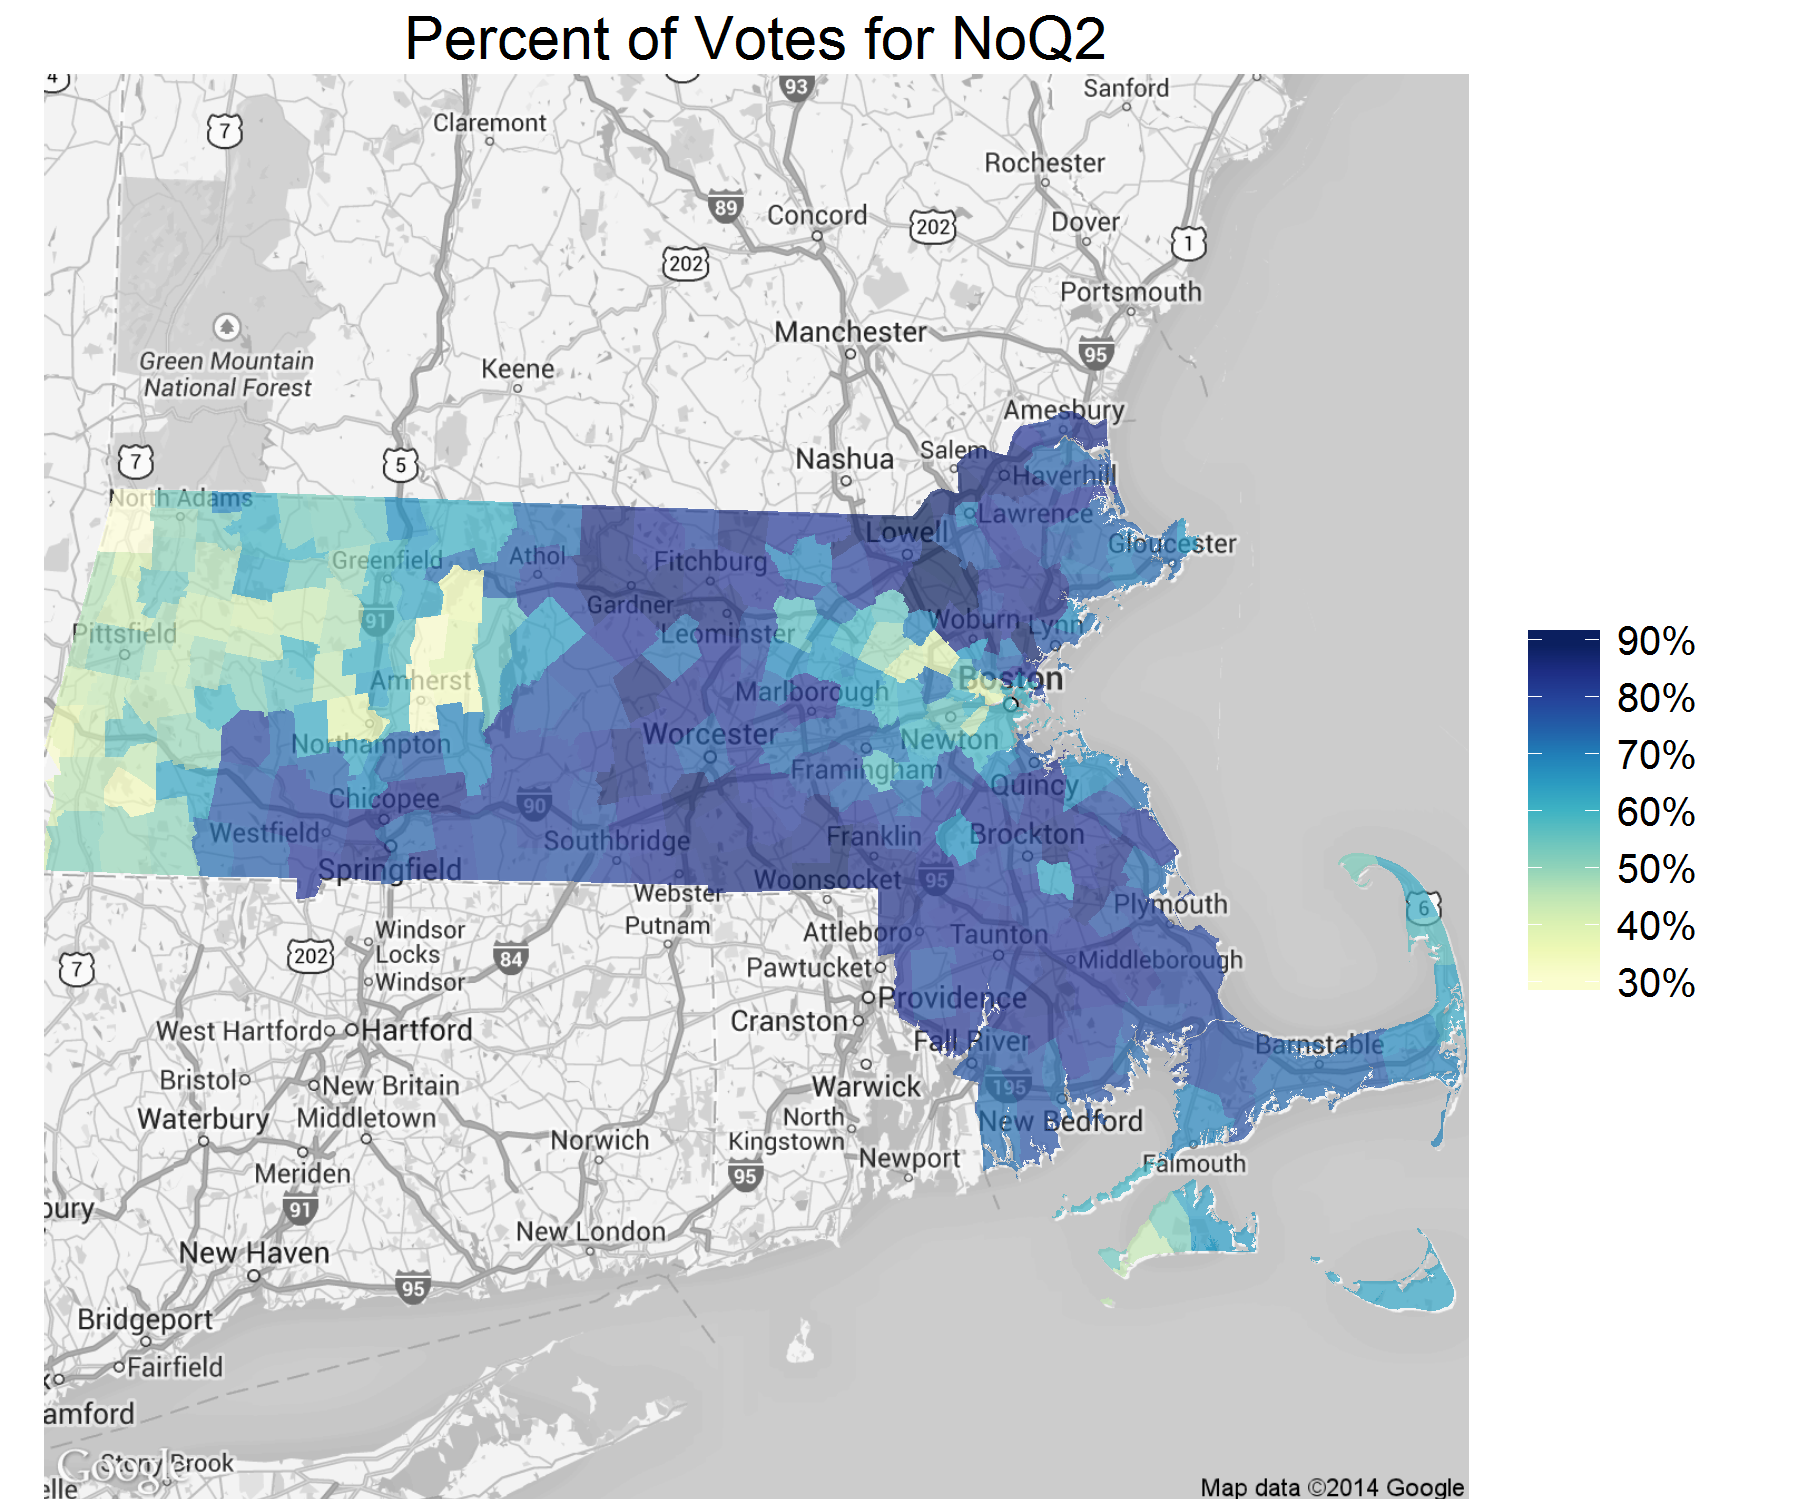 Percent of Votes for NoQ2
4
93
Sanford
7
Claremont
Rochester
89
Concord
202
Dover
1
202
Portsmouth
Manchester
95
Green Mountain
National Forest
Keene
Amesbury
7
5
Nashua
Salem
Haverhill
North Adams
Lawrence
Lowell
Gloucester
Greenfield
Athol
Fitchburg
91
Gardner
Woburn
Lynn
Pittsfield
Leominster
90%
Amherst
Marlborough
Boston
80%
Northampton
Worcester
Newton
70%
Framingham
Quincy
Chicopee
90
60%
Westfield
Southbridge
Franklin
Brockton
Springfield
Woonsocket
95
50%
Webster
Plymouth
6
Windsor
Locks
Putnam
Attleboro
Taunton
40%
7
202
84
Windsor
Pawtucket
Middleborough
30%
West Hartford
Hartford
Providence
Cranston
Fall River
Barnstable
Bristol
New Britain
Warwick
195
Waterbury
Middletown
Norwich
North
Kingstown
New Bedford
Meriden
95
Newport
Falmouth
bury
91
New London
New Haven
95
Bridgeport
Fairfield
amford
Google
Stony Brook
elle
Map data ©2014 Google